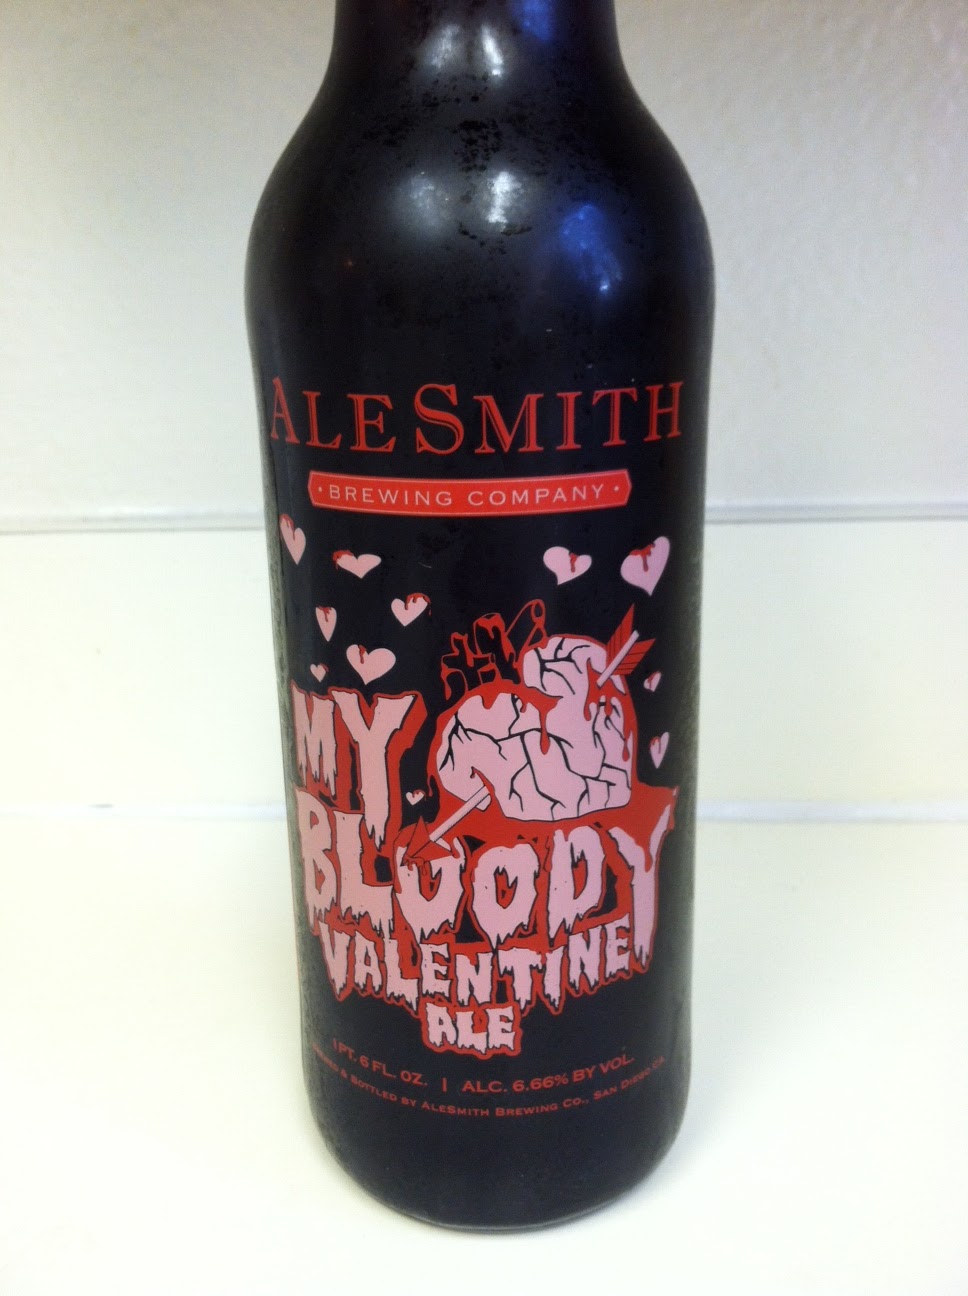 ALESMITH
· BREWING COMPANY ·
MY
BLOODY
VALENTINE
ALE
1 PT. 6 FL. OZ. | ALC. 6.66% BY VOL.
BREWED & BOTTLED BY ALESMITH BREWING CO., SAN DIEGO, CA